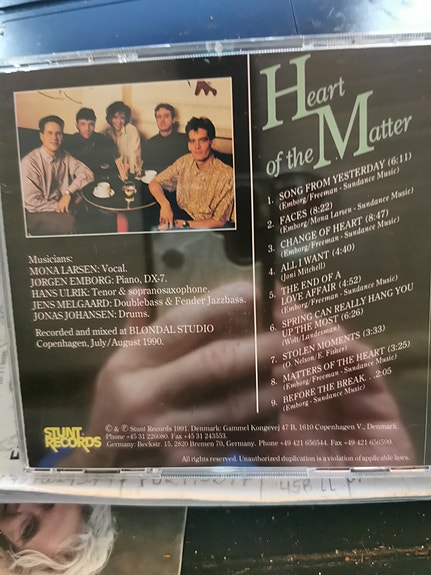 Heart
of the Matter
1. SONG FROM YESTERDAY (6:11)
(Emborg/Freeman - Sundance Music)
2. FACES (8:22)
(Emborg/Mona Larsen - Sundance Music)
3. CHANGE OF HEART (8:47)
(Emborg/Freeman - Sundance Music)
4. ALL I WANT (4:40)
(Joni Mitchell)
5. THE END OF A
LOVE AFFAIR (4:52)
(Emborg/Freeman - Sundance Music)
6. SPRING CAN REALLY HANG YOU
UP THE MOST (6:26)
(Wolf/Landesman)
7. STOLEN MOMENTS (3:33)
(O. Nelson/E. Fisher)
8. MATTERS OF THE HEART (3:25)
(Emborg/Freeman - Sundance Music)
9. BEFORE THE BREAK . . 2:05
(Emborg - Sundance Music)
Musicians:
MONA LARSEN: Vocal.
JØRGEN EMBORG: Piano, DX-7.
HANS ULRIK: Tenor & sopranosaxophone.
JENS MELGAARD: Doublebass & Fender Jazzbass.
JONAS JOHANSEN: Drums.
Recorded and mixed at BLÖNDAL STUDIO
Copenhagen, July/August 1990.
STUNT
RECORDS
© & ℗ Stunt Records 1991. Denmark: Gammel Kongevej 47 B, 1610 Copenhagen V., Denmark.
Phone +45 31 226080. Fax +45 31 243553.
Germany: Beckstr. 15, 2820 Bremen 70, Germany. Phone +49 421 656544. Fax +49 421 656590.
All rights reserved. Unauthorized duplication is a violation of applicable laws.